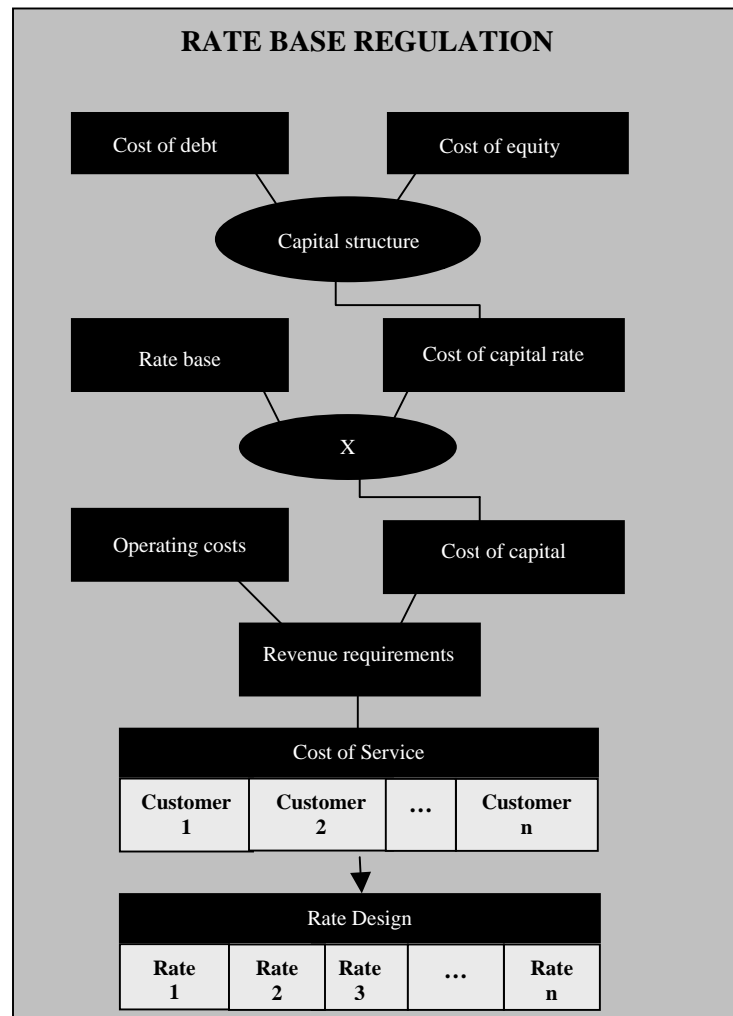 RATE BASE REGULATION
Cost of debt
Cost of equity
Capital structure
Rate base
Cost of capital rate
X
Operating costs
Cost of capital
Revenue requirements
Cost of Service
Customer
1
Customer
2
...
Customer
n
Rate Design
Rate
1
Rate
2
Rate
3
...
Rate
n